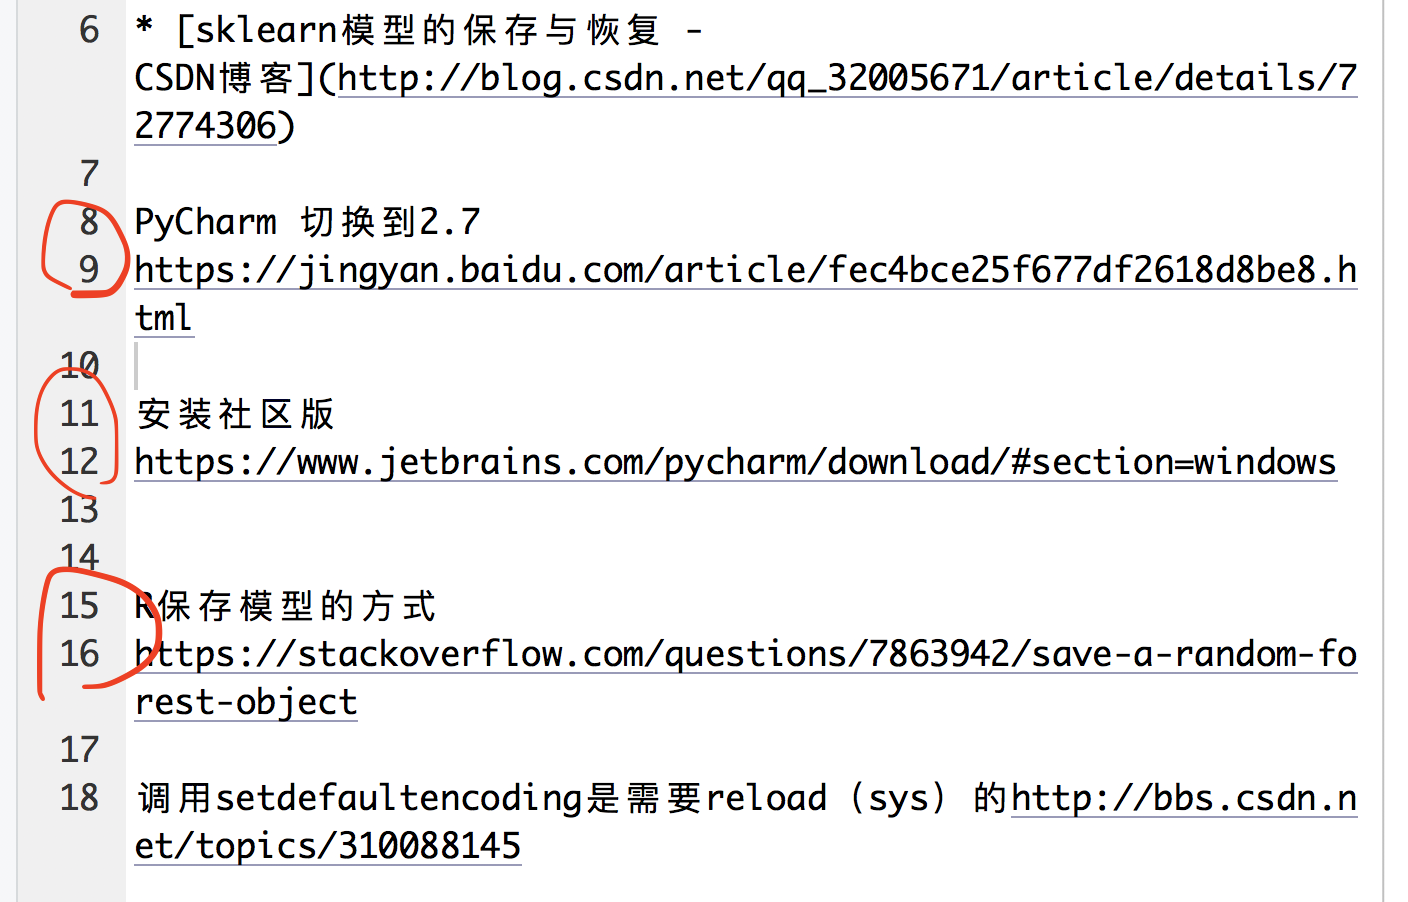 6 * [sklearn模型的保存与恢复 -
CSDN博客](http://blog.csdn.net/qq_32005671/article/details/7
2774306)
7
8 PyCharm 切换到2.7
9 https://jingyan.baidu.com/article/fec4bce25f677df2618d8be8.h
tml
10
11 安装社区版
12 https://www.jetbrains.com/pycharm/download/#section=windows
13
14
15 R保存模型的方式
16 https://stackoverflow.com/questions/7863942/save-a-random-fo
rest-object
17
18 调用setdefaultencoding是需要reload（sys）的http://bbs.csdn.n
et/topics/310088145